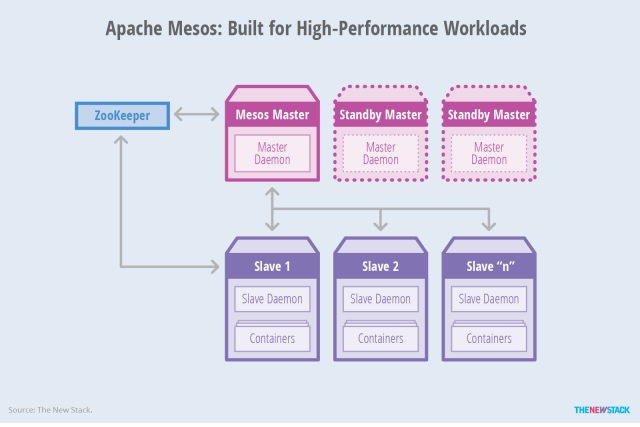 Apache Mesos: Built for High-Performance Workloads
ZooKeeper
Mesos Master
Standby Master
Standby Master
Master
Daemon
Master
Daemon
Master
Daemon
Slave 1
Slave 2
Slave “n”
Slave Daemon
Slave Daemon
Slave Daemon
Containers
Containers
Containers
Source: The New Stack.
THENEWSTACK